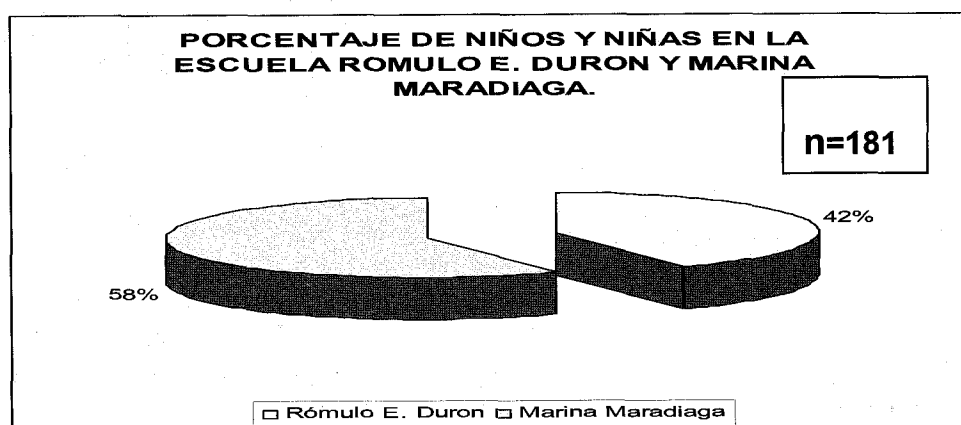 PORCENTAJE DE NIÑOS Y NIÑAS EN LA
ESCUELA ROMULO E. DURON Y MARINA
MARADIAGA.
n=181
42%
58%
Rómulo E. Duron Marina Maradiaga